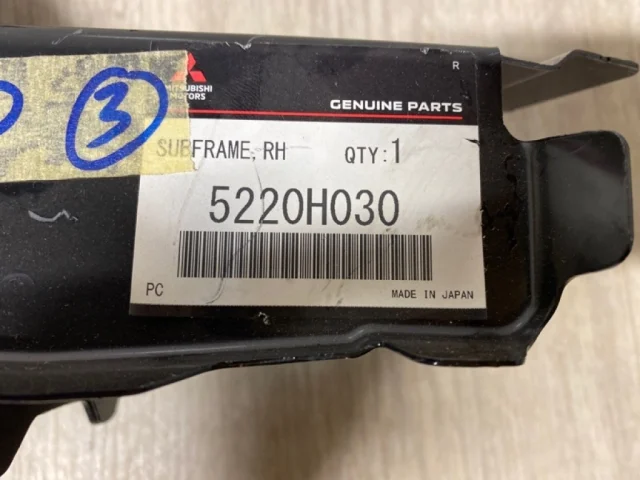 R
③
MITSUBISHI
MOTORS
GENUINE PARTS
SUBFRAME, RH QTY:1
5220H030
PC MADE IN JAPAN